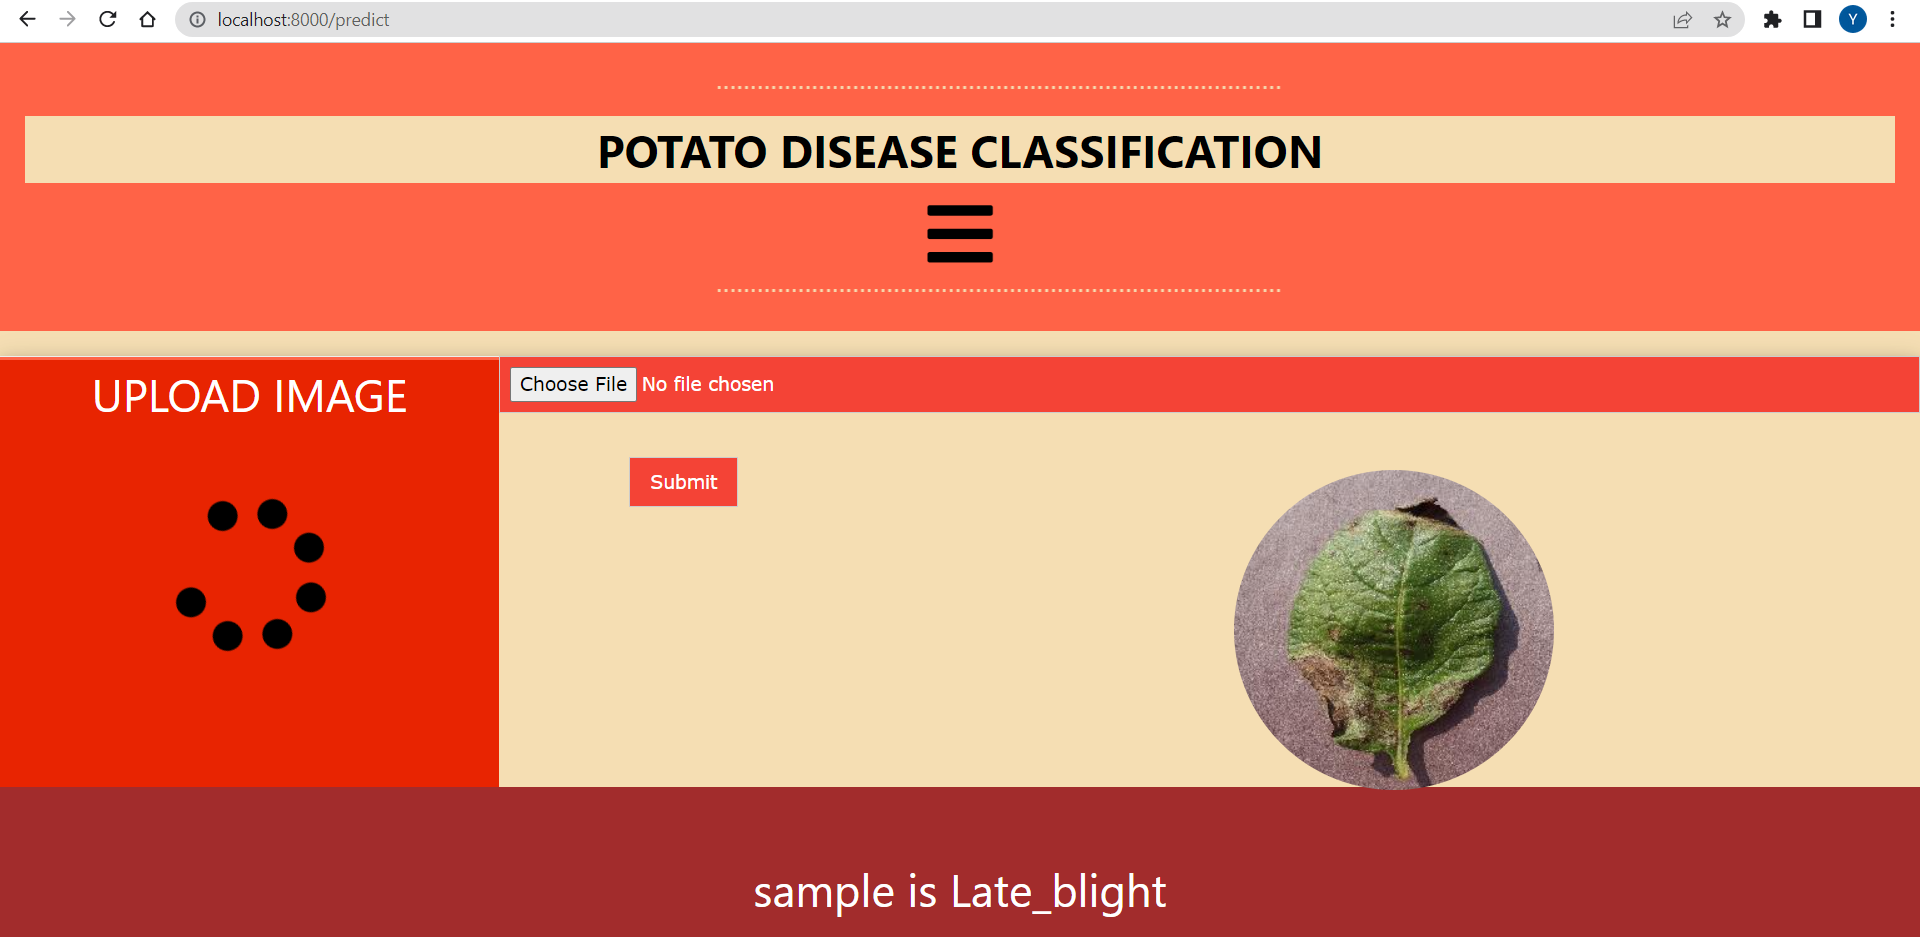 localhost:8000/predict
Y
POTATO DISEASE CLASSIFICATION
UPLOAD IMAGE
Choose File No file chosen
Submit
sample is Late_blight